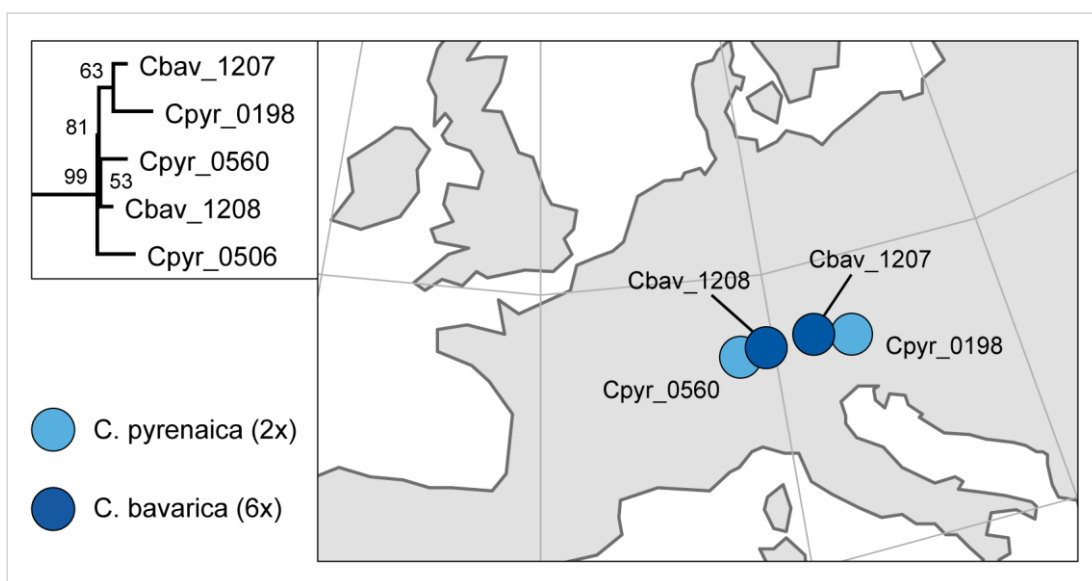 63
Cbav_1207
Cpyr_0198
81
Cpyr_0560
99
53
Cbav_1208
Cpyr_0506
Cbav_1207
Cbav_1208
Cpyr_0198
Cpyr_0560
C. pyrenaica (2x)
C. bavarica (6x)